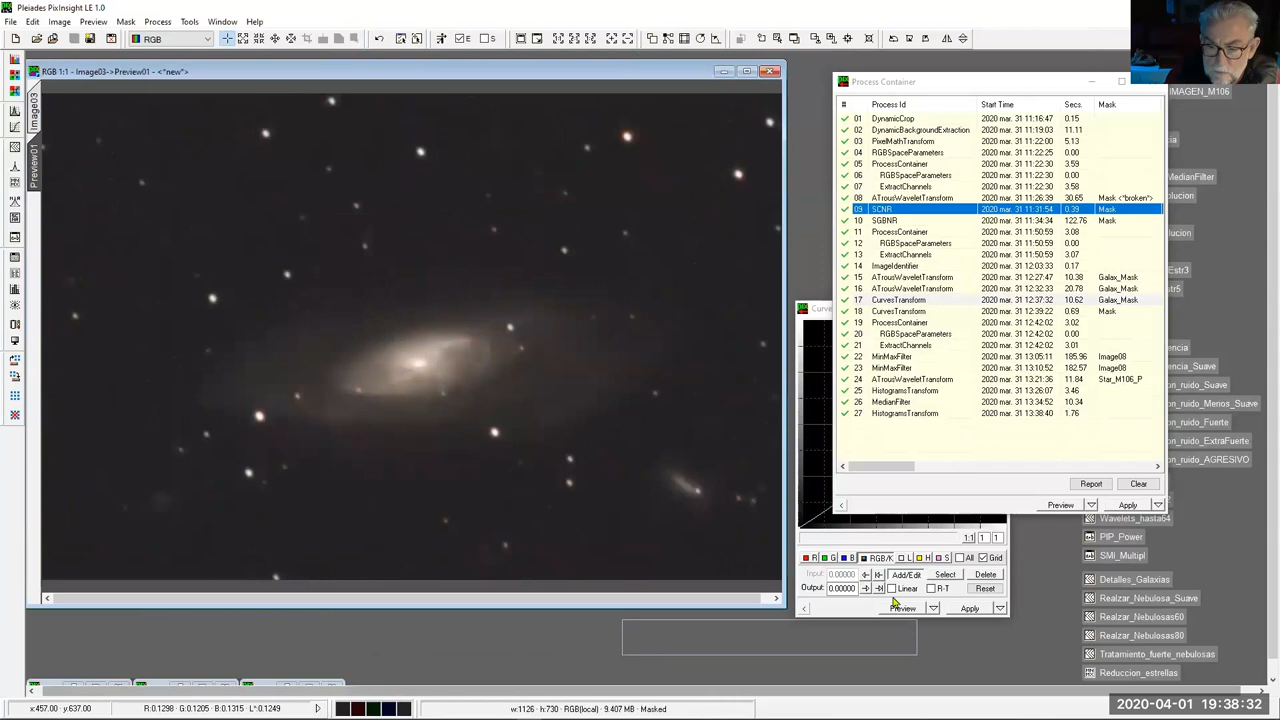 Pleiades PixInsight LE 1.0
File Edit Image Preview Mask Process Tools Window Help
RGB E S
RGB 1:1 - Image03->Preview01 - <*new*>
Image03
Preview01
Process Container
# Process Id Start Time Secs. Mask
01 DynamicCrop 2020 mar. 31 11:16:47 0.15
02 DynamicBackgroundExtraction 2020 mar. 31 11:19:03 11.11
03 PixelMathTransform 2020 mar. 31 11:22:00 5.13
04 RGBSpaceParameters 2020 mar. 31 11:22:25 0.00
05 ProcessContainer 2020 mar. 31 11:22:30 3.59
06 RGBSpaceParameters 2020 mar. 31 11:22:30 0.00
07 ExtractChannels 2020 mar. 31 11:22:30 3.58
08 ATrousWaveletTransform 2020 mar. 31 11:26:39 30.65 Mask <*broken*>
09 SCNR 2020 mar. 31 11:31:54 0.39 Mask
10 SGBNR 2020 mar. 31 11:34:34 122.76 Mask
11 ProcessContainer 2020 mar. 31 11:50:59 3.08
12 RGBSpaceParameters 2020 mar. 31 11:50:59 0.00
13 ExtractChannels 2020 mar. 31 11:50:59 3.07
14 ImageIdentifier 2020 mar. 31 12:03:33 0.17
15 ATrousWaveletTransform 2020 mar. 31 12:27:47 10.38 Galax_Mask
16 ATrousWaveletTransform 2020 mar. 31 12:32:33 20.78 Galax_Mask
17 CurvesTransform 2020 mar. 31 12:37:32 10.62 Galax_Mask
18 CurvesTransform 2020 mar. 31 12:39:22 0.69 Mask
19 ProcessContainer 2020 mar. 31 12:42:02 3.02
20 RGBSpaceParameters 2020 mar. 31 12:42:02 0.00
21 ExtractChannels 2020 mar. 31 12:42:02 3.01
22 MinMaxFilter 2020 mar. 31 13:05:11 185.96 Image08
23 MinMaxFilter 2020 mar. 31 13:10:52 182.57 Image08
24 ATrousWaveletTransform 2020 mar. 31 13:21:36 11.84 Star_M106_P
25 HistogramsTransform 2020 mar. 31 13:26:07 3.46
26 MedianFilter 2020 mar. 31 13:34:52 10.34
27 HistogramsTransform 2020 mar. 31 13:38:40 1.76
Report Clear
Preview Apply
IMAGEN_M106
MedianFilter
Estr3
_Suave
on_ruido_Suave
on_ruido_Menos_Suave
on_ruido_Fuerte
on_ruido_ExtraFuerte
on_ruido_AGRESIVO
Wavelets_hasta64
PIP_Power
SMI_Multipl
Detalles_Galaxias
Realzar_Nebulosa_Suave
Realzar_Nebulosas60
Realzar_Nebulosas80
Tratamiento_fuerte_nebulosas
Reduccion_estrellas
Curve
1:1 1 1
R G B RGB/K L H S All Grid
Input: 0.00000 Add/Edit Select Delete
Output: 0.00000 Linear R-T Reset
Preview Apply
x:457.00 y:637.00 R:0.1298 G:0.1205 B:0.1315 L*:0.1249 w:1126 h:730 RGB(local) 9.407 MB Masked
2020-04-01 19:38:32